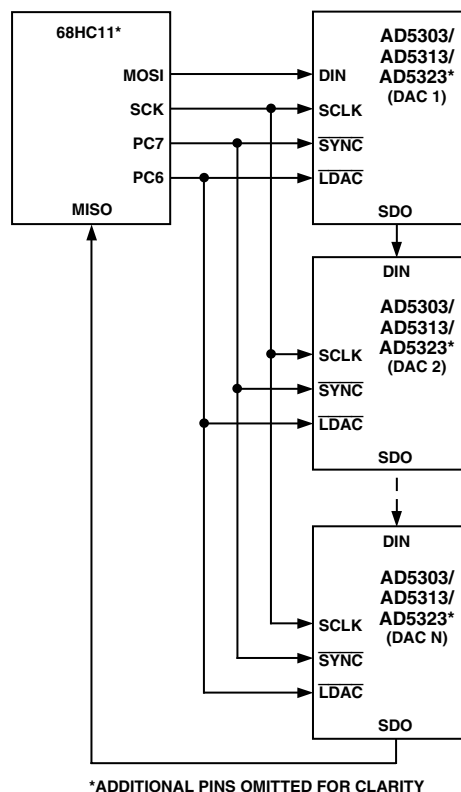 68HC11*
MOSI
SCK
PC7
PC6
MISO
AD5303/
AD5313/
AD5323*
(DAC 1)
DIN
SCLK
SYNC
LDAC
SDO
DIN
AD5303/
AD5313/
AD5323*
(DAC 2)
SCLK
SYNC
LDAC
SDO
DIN
AD5303/
AD5313/
AD5323*
(DAC N)
SCLK
SYNC
LDAC
SDO
*ADDITIONAL PINS OMITTED FOR CLARITY